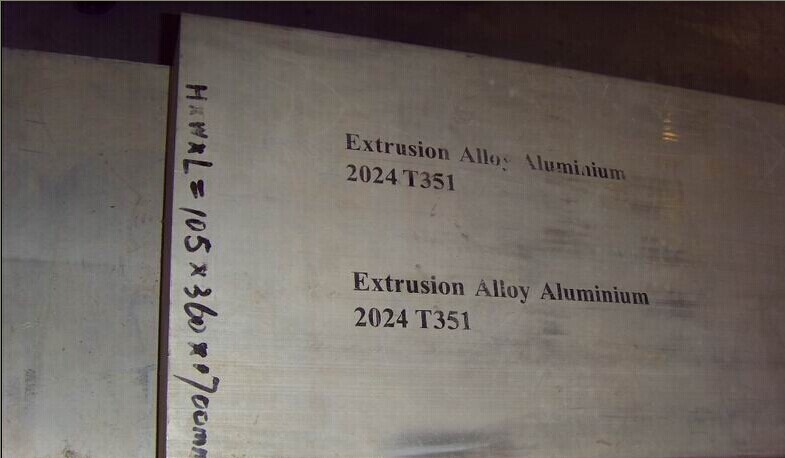 H x W x L = 105 x 360 x 700mm
Extrusion Alloy Aluminium
2024 T351
Extrusion Alloy Aluminium
2024 T351